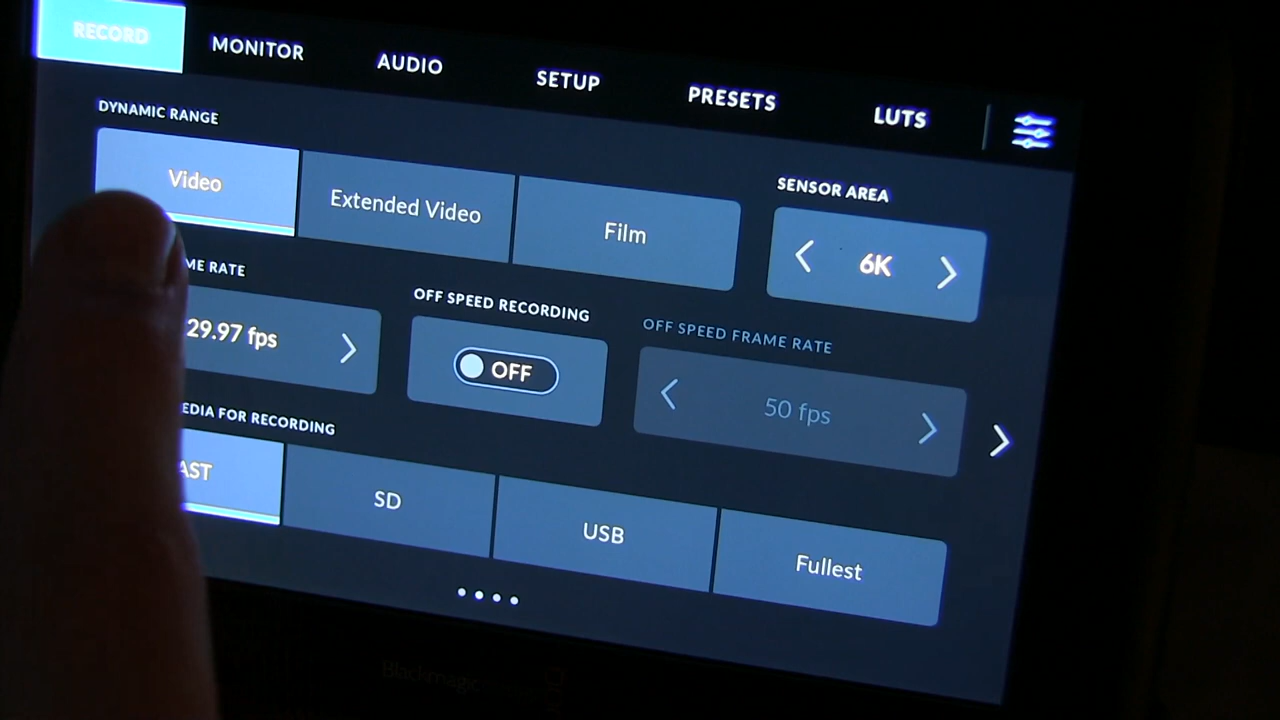 RECORD
MONITOR
AUDIO
SETUP
PRESETS
LUTS
DYNAMIC RANGE
Video
Extended Video
Film
SENSOR AREA
6K
ME RATE
29.97 fps
OFF SPEED RECORDING
OFF
OFF SPEED FRAME RATE
50 fps
EDIA FOR RECORDING
AST
SD
USB
Fullest
Blackmagic